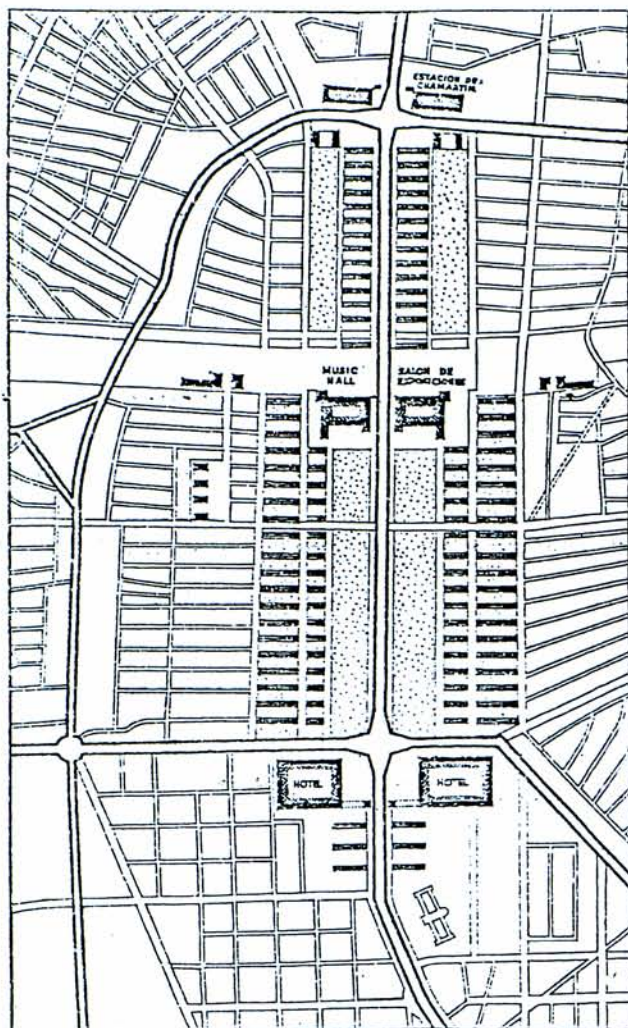 ESTACION DE
CHAMARTIN
MUSIC
HALL
SALON DE
EXPOSICIONES
HOTEL
HOTEL